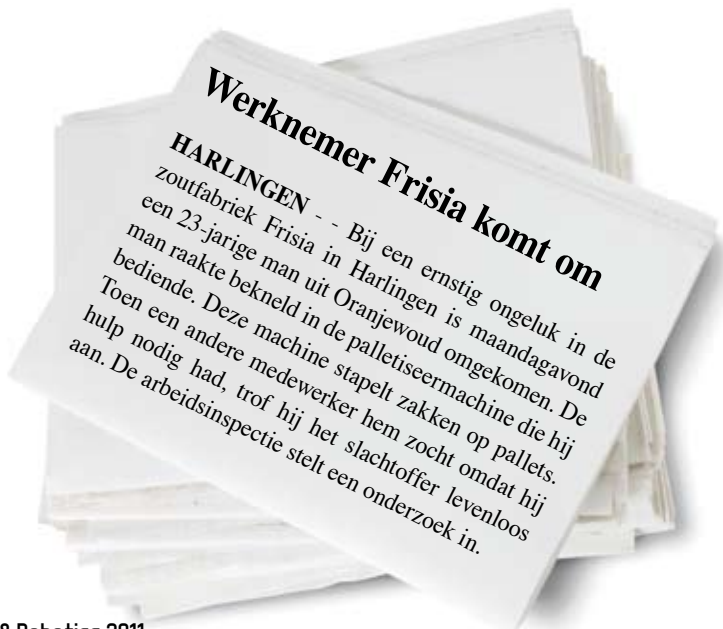 Werknemer Frisia komt om
HARLINGEN - - Bij een ernstig ongeluk in de
zoutfabriek Frisia in Harlingen is maandagavond
een 23-jarige man uit Oranjewoud omgekomen. De
man raakte bekneld in de palletiseermachine die hij
bediende. Deze machine stapelt zakken op pallets.
Toen een andere medewerker hem zocht omdat hij
hulp nodig had, trof hij het slachtoffer levenloos
aan. De arbeidsinspectie stelt een onderzoek in.